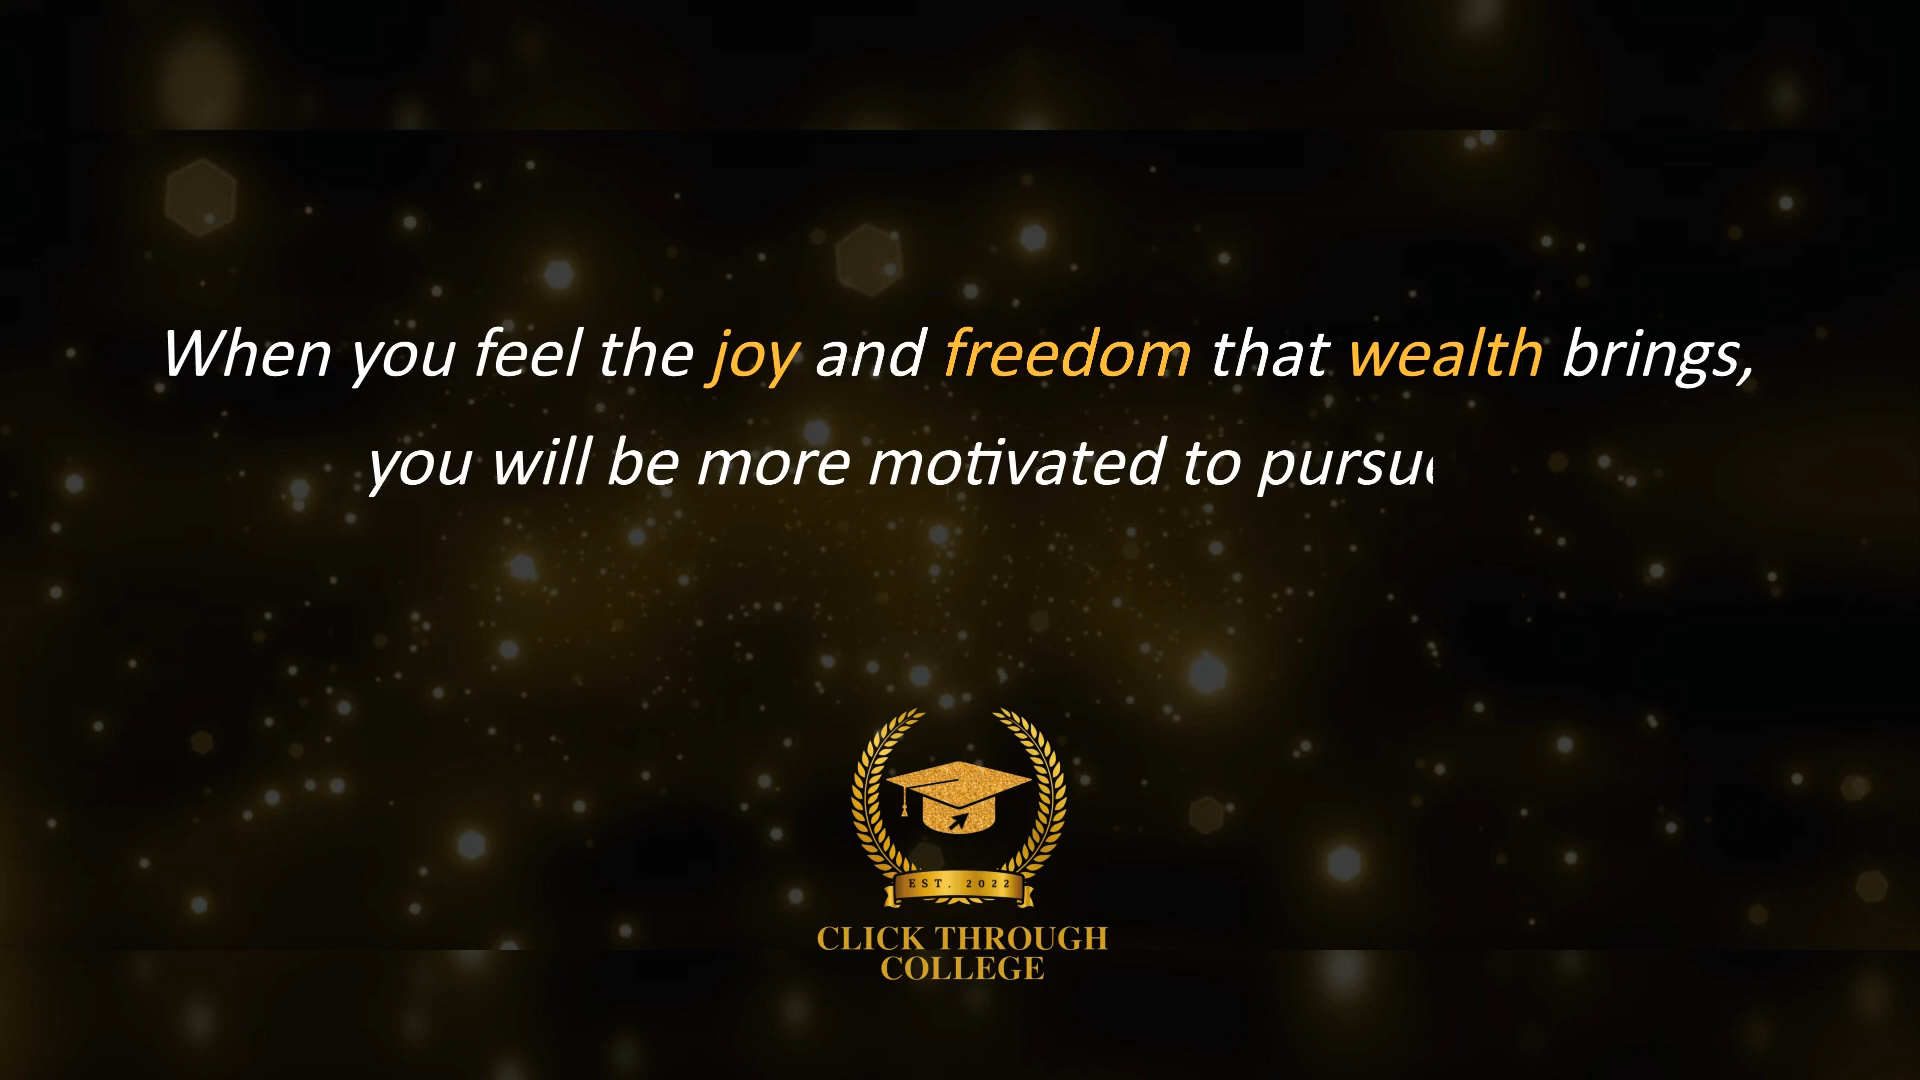 When you feel the joy and freedom that wealth brings,
you will be more motivated to pursue
EST. 2022
CLICK THROUGH
COLLEGE